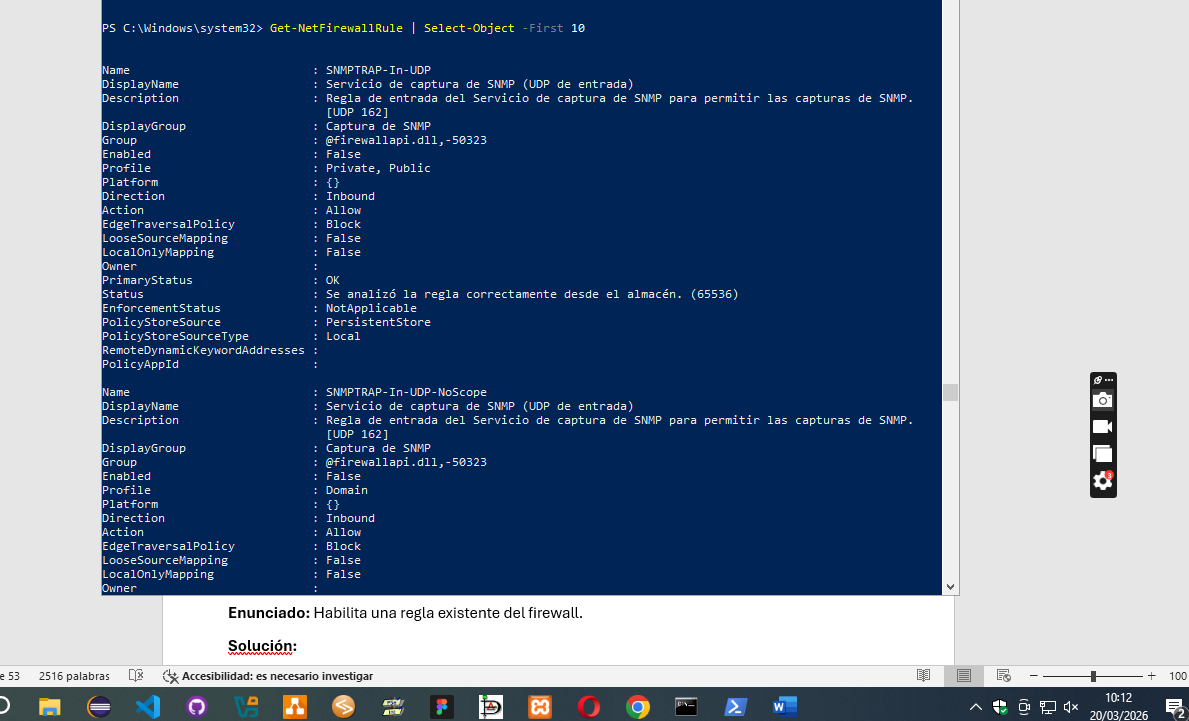 PS C:\Windows\system32> Get-NetFirewallRule | Select-Object -First 10
Name : SNMPTRAP-In-UDP
DisplayName : Servicio de captura de SNMP (UDP de entrada)
Description : Regla de entrada del Servicio de captura de SNMP para permitir las capturas de SNMP.
[UDP 162]
DisplayGroup : Captura de SNMP
Group : @firewallapi.dll,-50323
Enabled : False
Profile : Private, Public
Platform : {}
Direction : Inbound
Action : Allow
EdgeTraversalPolicy : Block
LooseSourceMapping : False
LocalOnlyMapping : False
Owner :
PrimaryStatus : OK
Status : Se analizó la regla correctamente desde el almacén. (65536)
EnforcementStatus : NotApplicable
PolicyStoreSource : PersistentStore
PolicyStoreSourceType : Local
RemoteDynamicKeywordAddresses :
PolicyAppId :
Name : SNMPTRAP-In-UDP-NoScope
DisplayName : Servicio de captura de SNMP (UDP de entrada)
Description : Regla de entrada del Servicio de captura de SNMP para permitir las capturas de SNMP.
[UDP 162]
DisplayGroup : Captura de SNMP
Group : @firewallapi.dll,-50323
Enabled : False
Profile : Domain
Platform : {}
Direction : Inbound
Action : Allow
EdgeTraversalPolicy : Block
LooseSourceMapping : False
LocalOnlyMapping : False
Owner :
Enunciado: Habilita una regla existente del firewall.
Solución:
e 53 2516 palabras Accesibilidad: es necesario investigar 100
10:12
20/03/2026 2